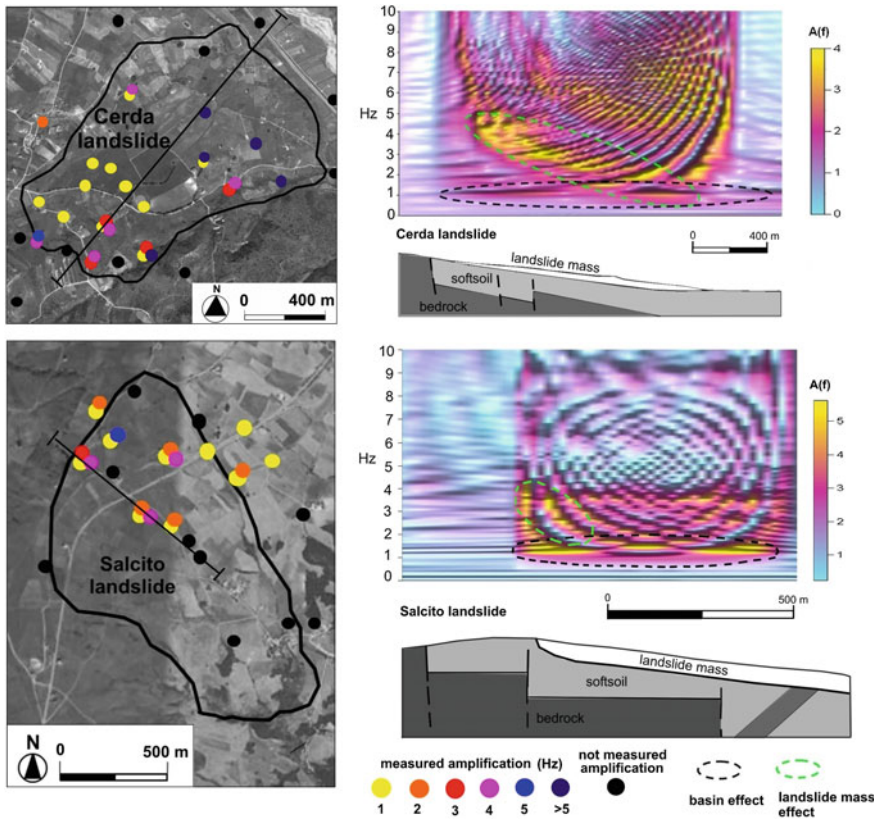 Cerda
landslide
N
0 400 m
10
9
8
7
6
5
4
3
2
1
0
Hz
A(f)
4
3
2
1
0
Cerda landslide
0 400 m
landslide mass
softsoil
bedrock
Salcito
landslide
N
0 500 m
10
9
8
7
6
5
4
3
2
1
0
Hz
A(f)
5
4
3
2
1
Salcito landslide
0 500 m
landslide mass
softsoil
bedrock
measured amplification (Hz)
1 2 3 4 5 >5
not measured
amplification
basin effect
landslide mass
effect